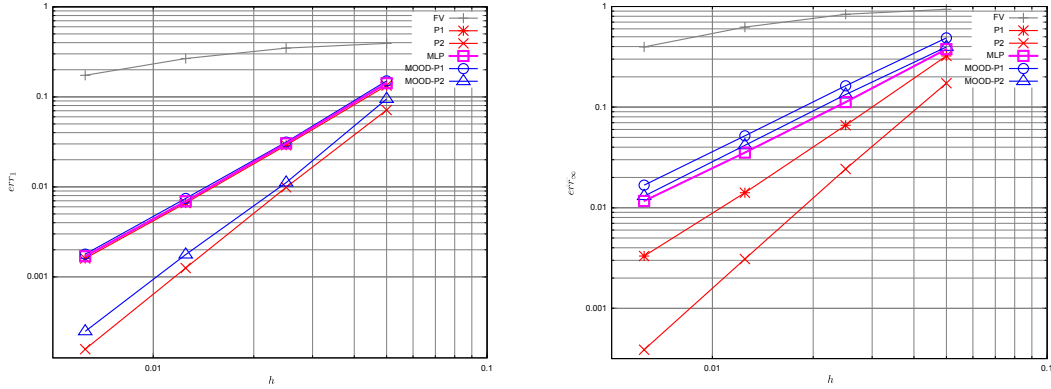 1
0.1
0.01
0.001
0.01
0.1
h
err1
FV
P1
P2
MLP
MOOD-P1
MOOD-P2
1
0.1
0.01
0.001
0.01
0.1
h
err∞
FV
P1
P2
MLP
MOOD-P1
MOOD-P2